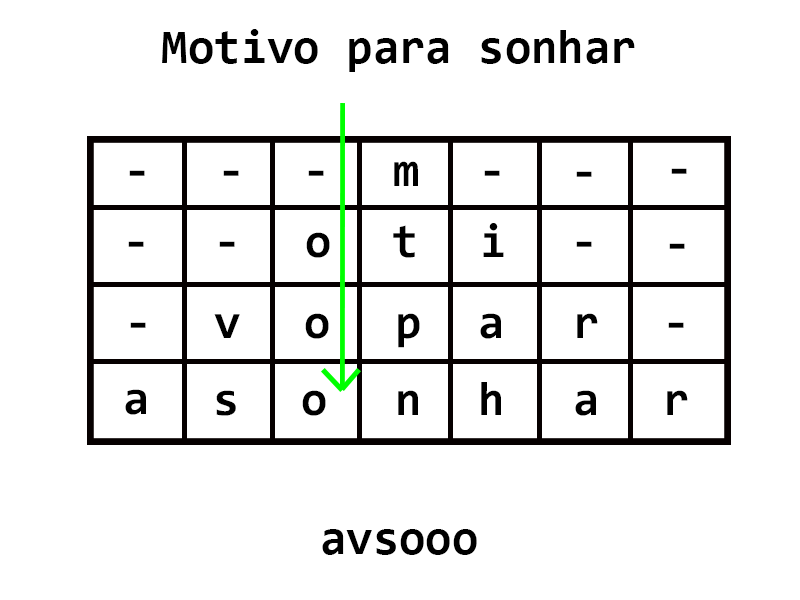 Motivo para sonhar
- - - m - - -
- - o t i - -
- v o p a r -
a s o n h a r
avsooo